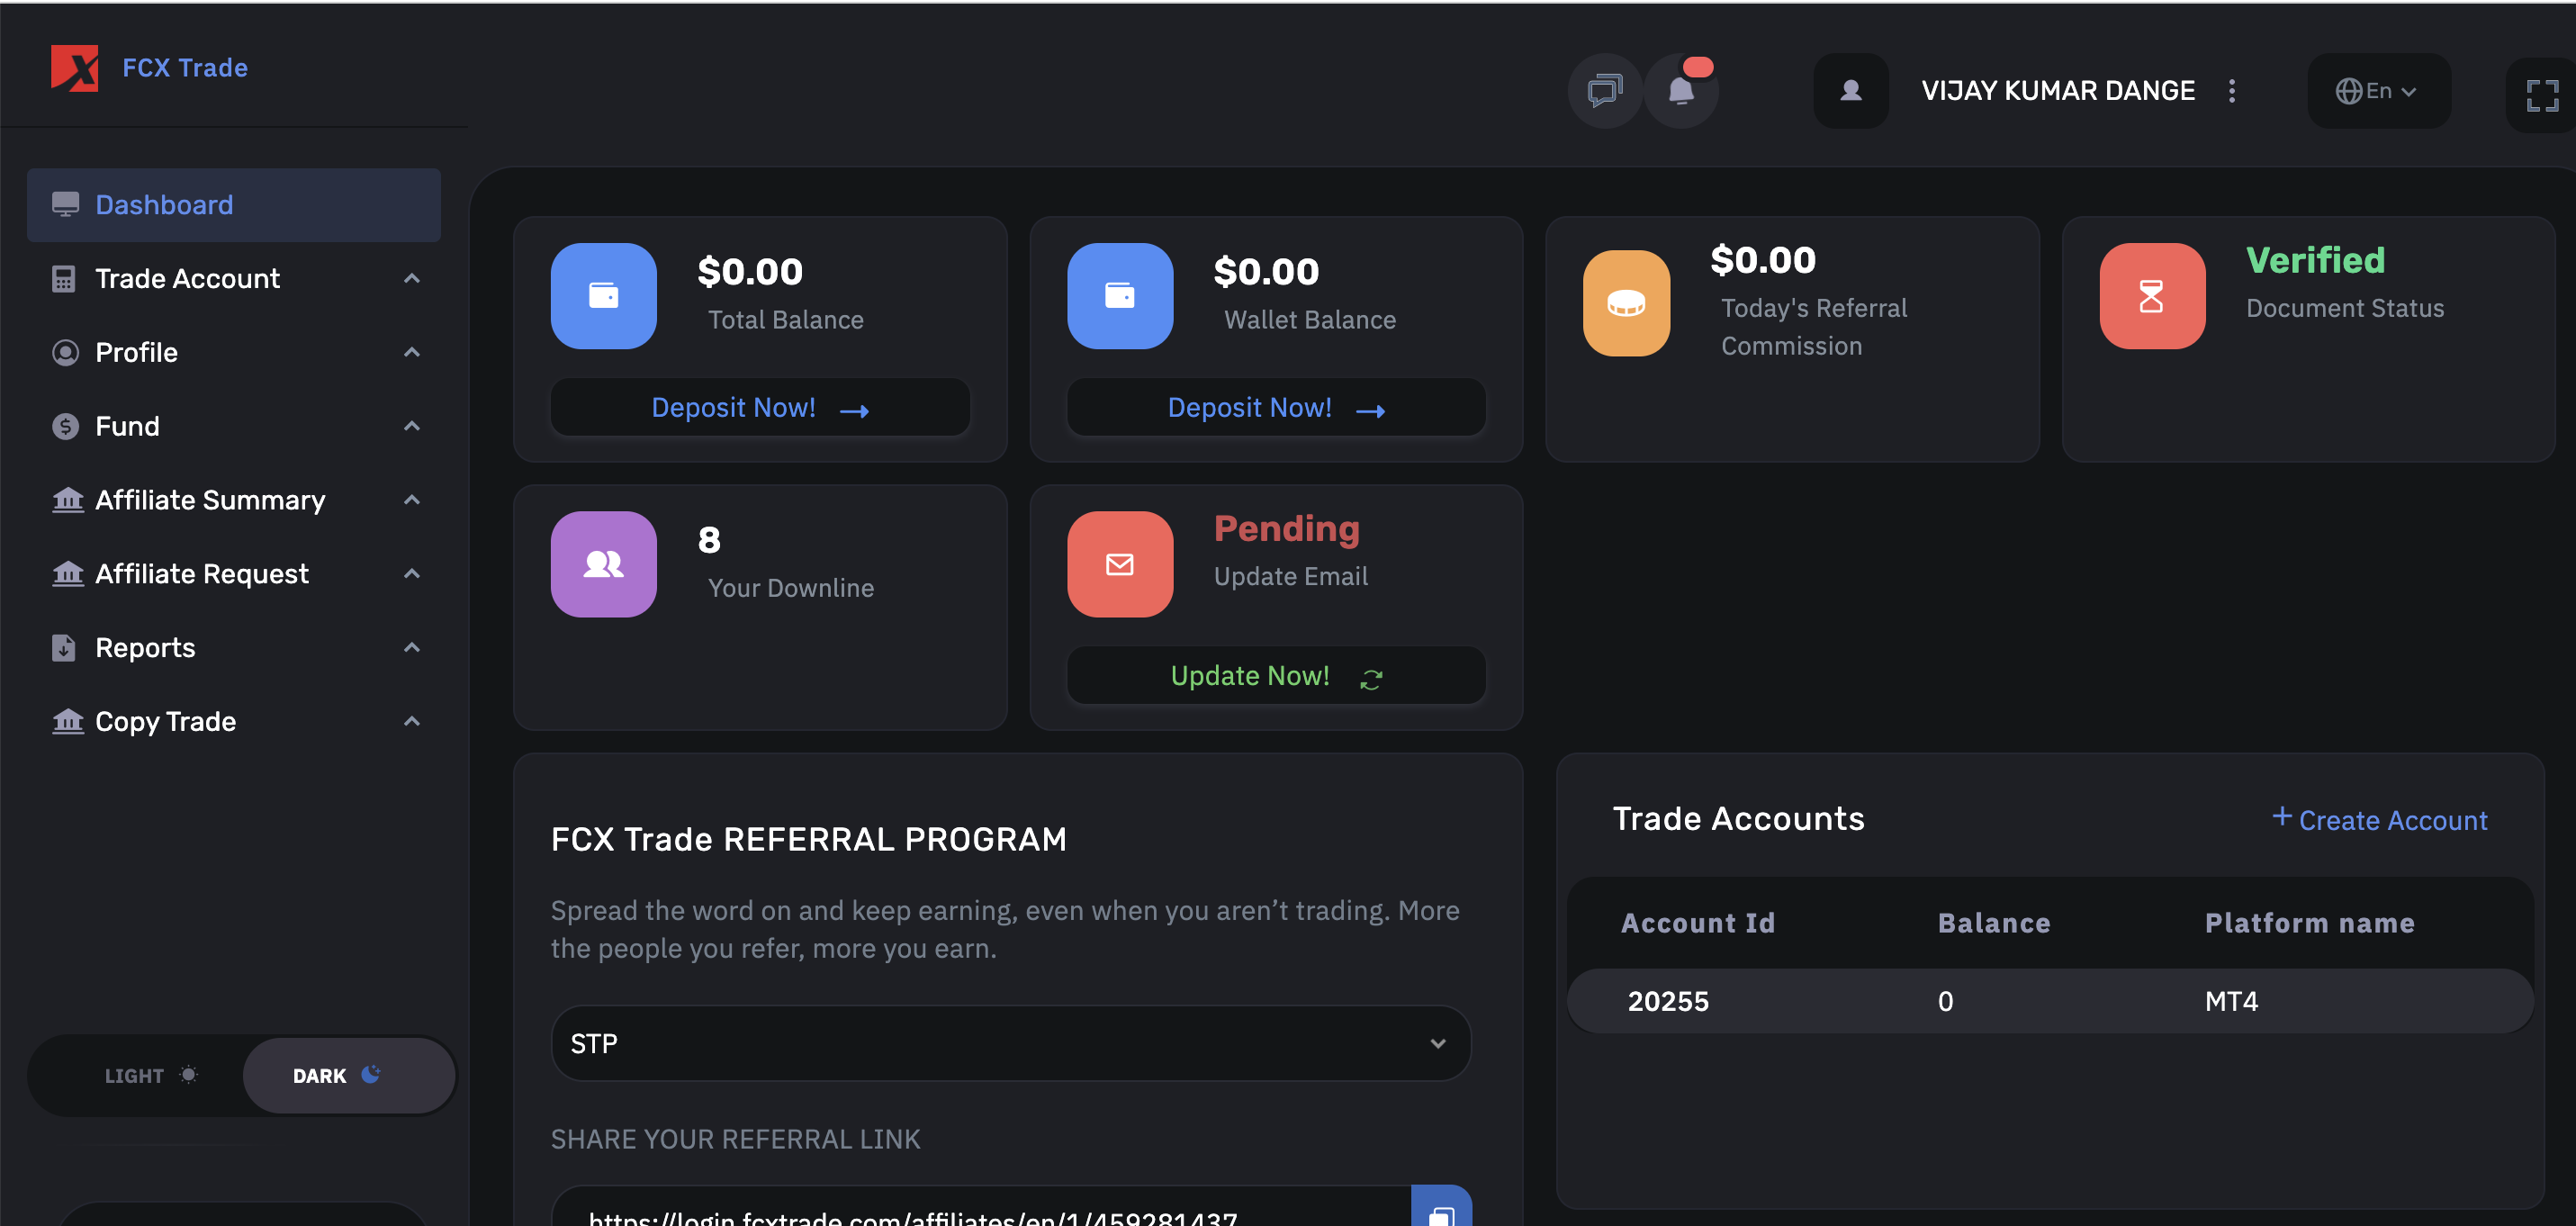 FCX Trade
VIJAY KUMAR DANGE
En
Dashboard
Trade Account
Profile
Fund
Affiliate Summary
Affiliate Request
Reports
Copy Trade
LIGHT
DARK
$0.00
Total Balance
Deposit Now!
$0.00
Wallet Balance
Deposit Now!
$0.00
Today's Referral
Commission
Verified
Document Status
8
Your Downline
Pending
Update Email
Update Now!
FCX Trade REFERRAL PROGRAM
Spread the word on and keep earning, even when you aren’t trading. More
the people you refer, more you earn.
STP
SHARE YOUR REFERRAL LINK
https://login.fcxtrade.com/affiliates/en/1/459281437
Trade Accounts
+ Create Account
Account Id Balance Platform name
20255 0 MT4